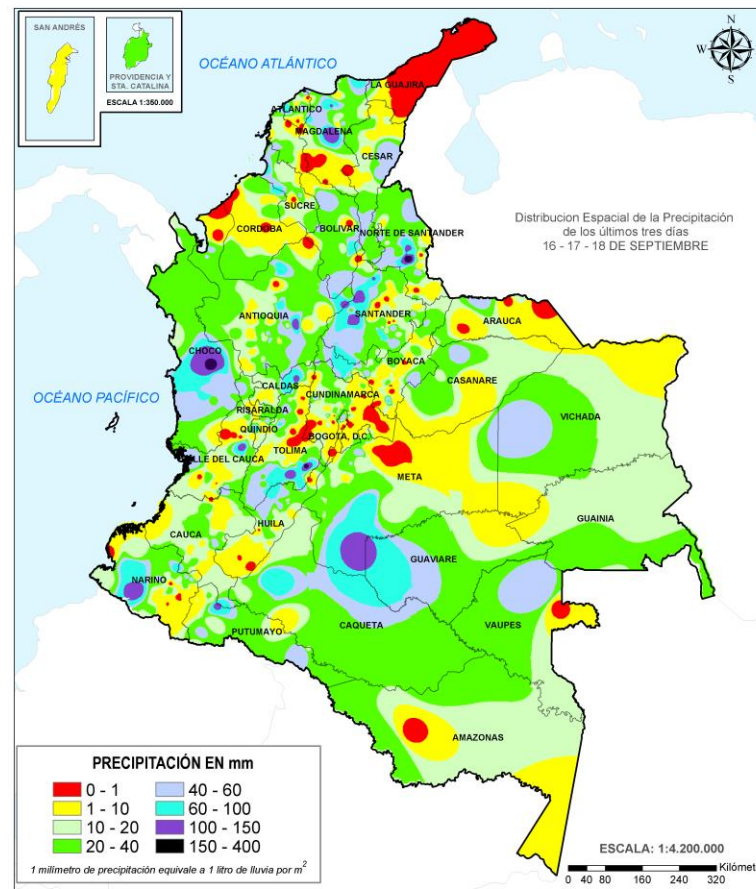 SAN ANDRÉS
PROVIDENCIA Y
STA. CATALINA
ESCALA 1:350.000
OCÉANO ATLÁNTICO
N
W
E
S
LA GUAJIRA
ATLANTICO
MAGDALENA
CESAR
SUCRE
CORDOBA
BOLIVAR
NORTE DE SANTANDER
Distribucion Espacial de la Precipitación
de los últimos tres días
16 - 17 - 18 DE SEPTIEMBRE
ANTIOQUIA
SANTANDER
ARAUCA
CHOCO
BOYACA
OCÉANO PACÍFICO
CALDAS
CUNDINAMARCA
CASANARE
RISARALDA
VICHADA
QUINDIO
BOGOTA, D.C.
TOLIMA
VALLE DEL CAUCA
META
GUAINIA
HUILA
CAUCA
GUAVIARE
NARINO
CAQUETA
VAUPES
PUTUMAYO
AMAZONAS
PRECIPITACIÓN EN mm
0 - 1
40 - 60
1 - 10
60 - 100
10 - 20
100 - 150
20 - 40
150 - 400
1 milímetro de precipitación equivale a 1 litro de lluvia por m²
ESCALA: 1:4.200.000
Kilómet
0 40 80 160 240 320